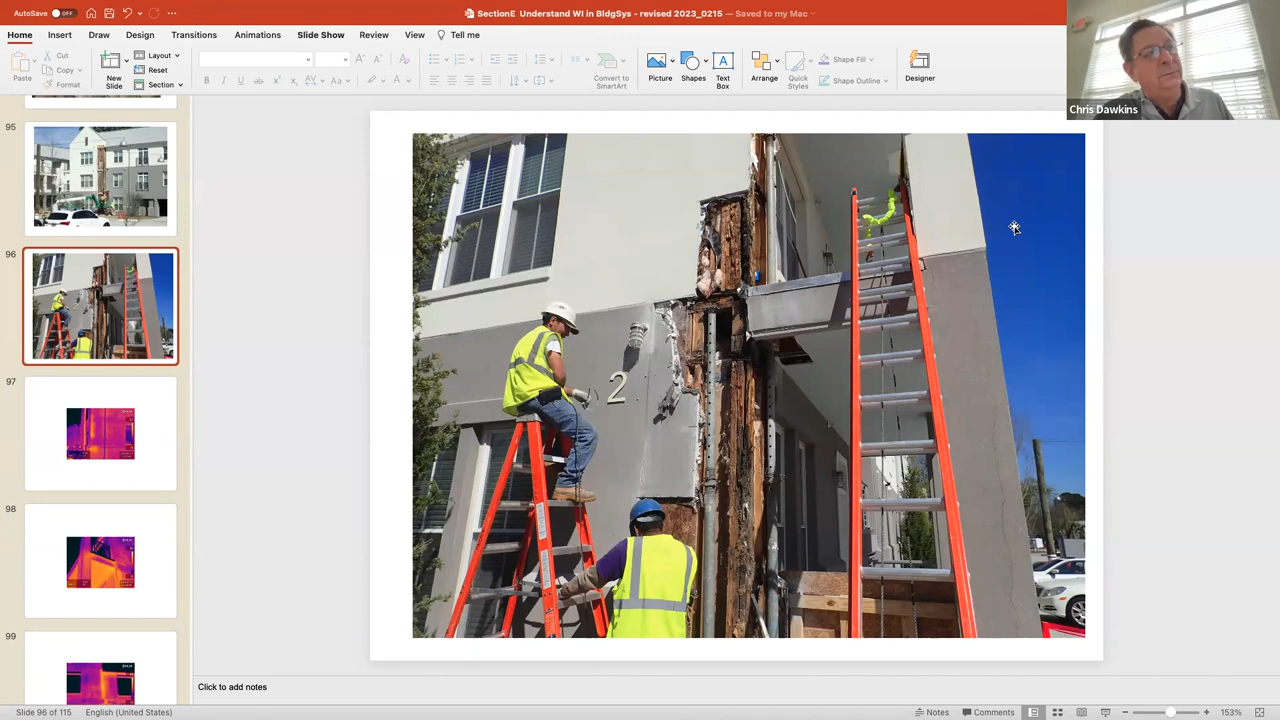 AutoSave OFF
SectionE Understand WI in BldgSys - revised 2023_0215 — Saved to my Mac
Home Insert Draw Design Transitions Animations Slide Show Review View Tell me
Paste
Cut
Copy
Format
New
Slide
Layout
Reset
Section
Convert to
SmartArt
Picture
Shapes
Text
Box
Arrange
Quick
Styles
Shape Fill
Shape Outline
Designer
Chris Dawkins
95
96
97
98
99
2
Click to add notes
Slide 96 of 115 English (United States) Notes Comments 153%